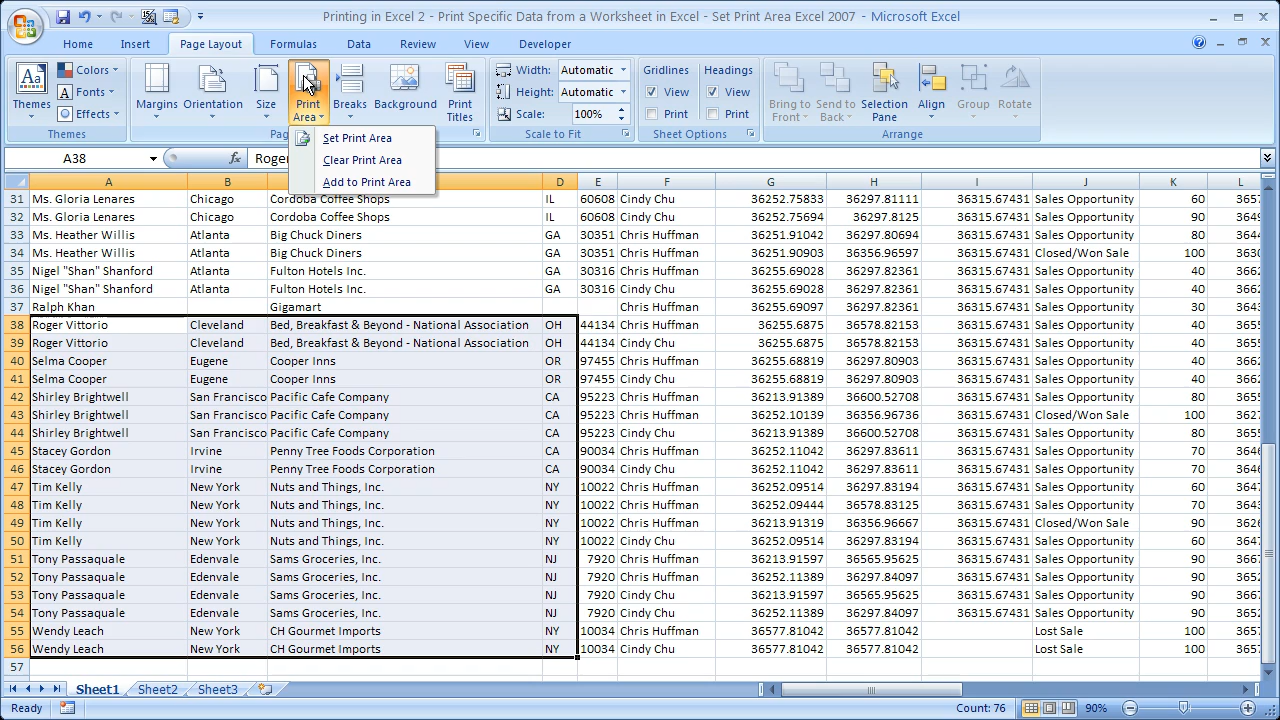 Printing in Excel 2 - Print Specific Data from a Worksheet in Excel - Set Print Area Excel 2007 - Microsoft Excel
Home Insert Page Layout Formulas Data Review View Developer
Themes Colors Fonts Effects Themes
Margins Orientation Size Print Area Breaks Background Print Titles
Width: Automatic Height: Automatic Scale: 100% Scale to Fit
Gridlines View Print Headings View Print Sheet Options
Bring to Front Send to Back Selection Pane Align Group Rotate Arrange
Set Print Area
Clear Print Area
Add to Print Area
A38 fx Roger
A B D E F G H I J K L
31 Ms. Gloria Lenares Chicago Cordoba Coffee Shops IL 60608 Cindy Chu 36252.75833 36297.81111 36315.67431 Sales Opportunity 60 3657
32 Ms. Gloria Lenares Chicago Cordoba Coffee Shops IL 60608 Cindy Chu 36252.75694 36297.8125 36315.67431 Sales Opportunity 90 3649
33 Ms. Heather Willis Atlanta Big Chuck Diners GA 30351 Chris Huffman 36251.91042 36297.80694 36315.67431 Sales Opportunity 80 3644
34 Ms. Heather Willis Atlanta Big Chuck Diners GA 30351 Chris Huffman 36251.90903 36356.96597 36315.67431 Closed/Won Sale 100 3630
35 Nigel "Shan" Shanford Atlanta Fulton Hotels Inc. GA 30316 Chris Huffman 36255.69028 36297.82361 36315.67431 Sales Opportunity 40 3665
36 Nigel "Shan" Shanford Atlanta Fulton Hotels Inc. GA 30316 Chris Huffman 36255.69028 36297.82361 36315.67431 Sales Opportunity 40 3662
37 Ralph Khan Gigamart Chris Huffman 36255.69097 36297.82361 36315.67431 Sales Opportunity 30 3643
38 Roger Vittorio Cleveland Bed, Breakfast & Beyond - National Association OH 44134 Chris Huffman 36255.6875 36578.82153 36315.67431 Sales Opportunity 40 3655
39 Roger Vittorio Cleveland Bed, Breakfast & Beyond - National Association OH 44134 Cindy Chu 36255.6875 36578.82153 36315.67431 Sales Opportunity 40 3655
40 Selma Cooper Eugene Cooper Inns OR 97455 Chris Huffman 36255.68819 36297.80903 36315.67431 Sales Opportunity 40 3662
41 Selma Cooper Eugene Cooper Inns OR 97455 Cindy Chu 36255.68819 36297.80903 36315.67431 Sales Opportunity 40 3662
42 Shirley Brightwell San Francisco Pacific Cafe Company CA 95223 Chris Huffman 36213.91389 36600.52708 36315.67431 Sales Opportunity 80 3655
43 Shirley Brightwell San Francisco Pacific Cafe Company CA 95223 Cindy Chu 36252.10139 36356.96736 36315.67431 Closed/Won Sale 100 3627
44 Shirley Brightwell San Francisco Pacific Cafe Company CA 95223 Cindy Chu 36213.91389 36600.52708 36315.67431 Sales Opportunity 80 3655
45 Stacey Gordon Irvine Penny Tree Foods Corporation CA 90034 Chris Huffman 36252.11042 36297.83611 36315.67431 Sales Opportunity 70 3664
46 Stacey Gordon Irvine Penny Tree Foods Corporation CA 90034 Cindy Chu 36252.11042 36297.83611 36315.67431 Sales Opportunity 70 3646
47 Tim Kelly New York Nuts and Things, Inc. NY 10022 Chris Huffman 36252.09514 36297.83194 36315.67431 Sales Opportunity 60 3651
48 Tim Kelly New York Nuts and Things, Inc. NY 10022 Chris Huffman 36252.09444 36578.83125 36315.67431 Sales Opportunity 70 3643
49 Tim Kelly New York Nuts and Things, Inc. NY 10022 Chris Huffman 36213.91319 36356.96667 36315.67431 Closed/Won Sale 90 3626
50 Tim Kelly New York Nuts and Things, Inc. NY 10022 Cindy Chu 36252.09514 36297.83194 36315.67431 Sales Opportunity 60 3651
51 Tony Passaquale Edenvale Sams Groceries, Inc. NJ 7920 Chris Huffman 36213.91597 36565.95625 36315.67431 Sales Opportunity 90 3667
52 Tony Passaquale Edenvale Sams Groceries, Inc. NJ 7920 Chris Huffman 36252.11389 36297.84097 36315.67431 Sales Opportunity 90 3667
53 Tony Passaquale Edenvale Sams Groceries, Inc. NJ 7920 Cindy Chu 36213.91597 36565.95625 36315.67431 Sales Opportunity 90 3667
54 Tony Passaquale Edenvale Sams Groceries, Inc. NJ 7920 Cindy Chu 36252.11389 36297.84097 36315.67431 Sales Opportunity 90 3667
55 Wendy Leach New York CH Gourmet Imports NY 10034 Chris Huffman 36577.81042 36577.81042 Lost Sale 100 3657
56 Wendy Leach New York CH Gourmet Imports NY 10034 Cindy Chu 36577.81042 36577.81042 Lost Sale 100 3657
57
Sheet1 Sheet2 Sheet3
Ready Count: 76 90%